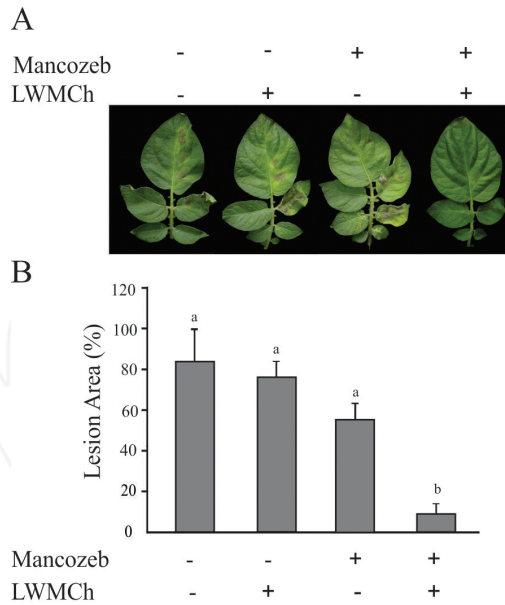 A
Mancozeb - - + +
LWMCh - + - +
B
Lesion Area (%)
120
100
80
60
40
20
0
a
a
a
b
Mancozeb - - + +
LWMCh - + - +